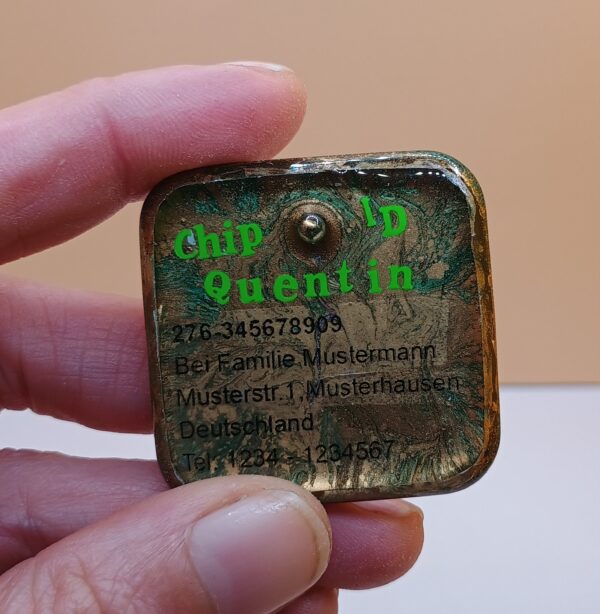 Chip ID
Quentin
276-345678909
Bei Familie Mustermann
Musterstr.1,Musterhausen
Deutschland
Tel. 1234 - 1234567